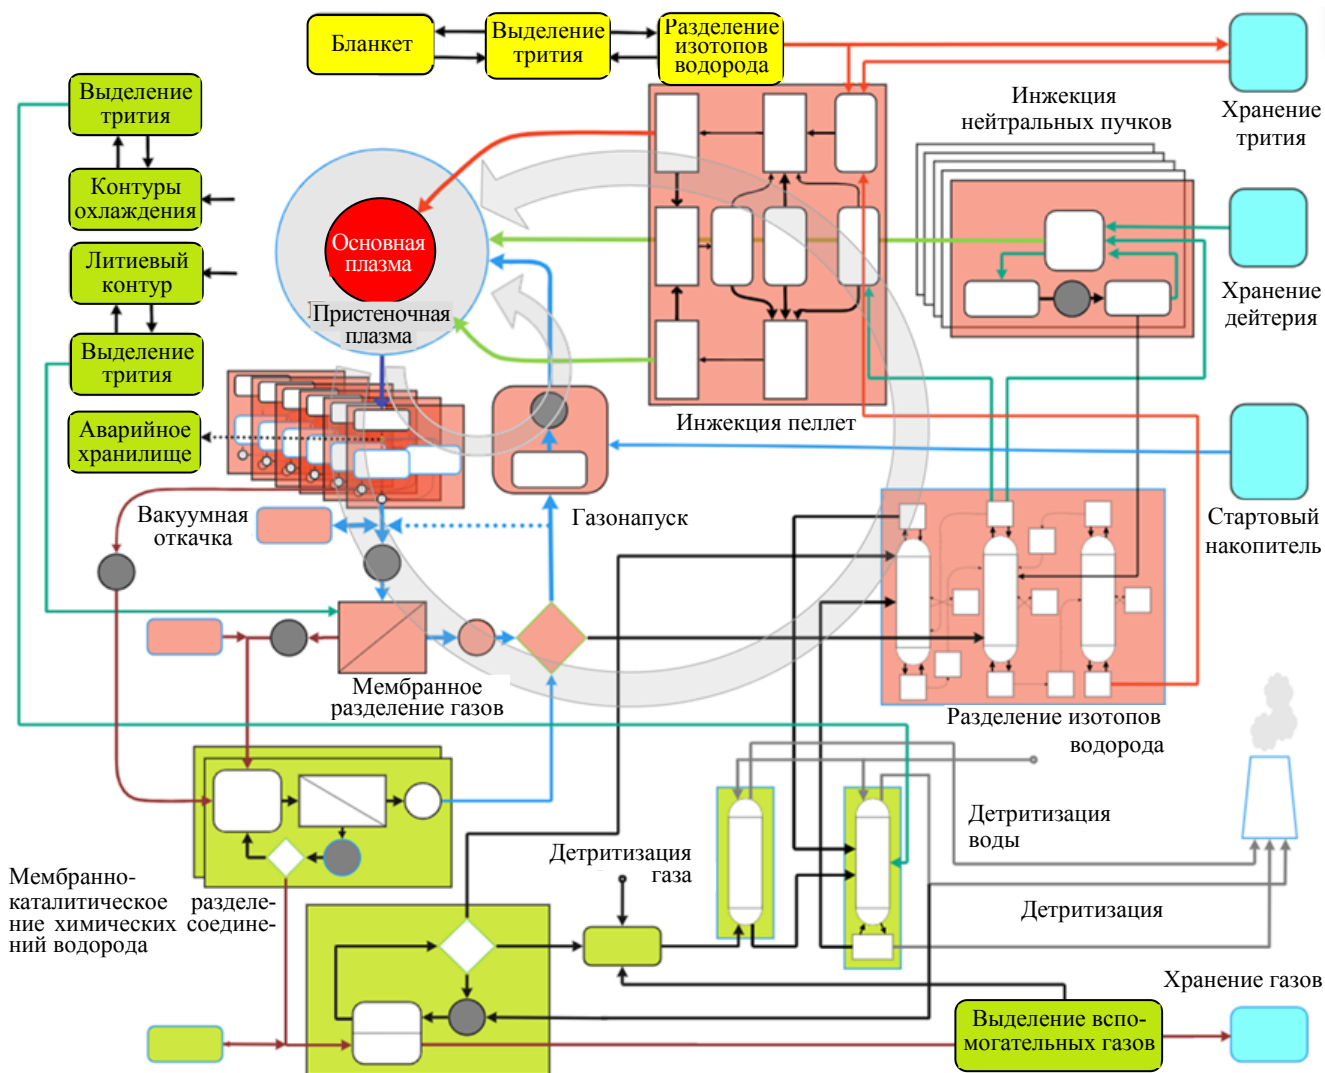 Бланкет
Выделение
трития
Разделение
изотопов
водорода
Хранение
трития
Выделение
трития
Контуры
охлаждения
Литиевый
контур
Выделение
трития
Аварийное
хранилище
Инжекция
нейтральных пучков
Хранение
дейтерия
Основная
плазма
Пристеночная
плазма
Инжекция пеллет
Стартовый
накопитель
Вакуумная
откачка
Газонапуск
Мембранное
разделение газов
Разделение изотопов
водорода
Детритизация
воды
Детритизация
газа
Детритизация
Мембранно-
каталитическое разделе-
ние химических соедине-
ний водорода
Хранение газов
Выделение вспо-
могательных газов